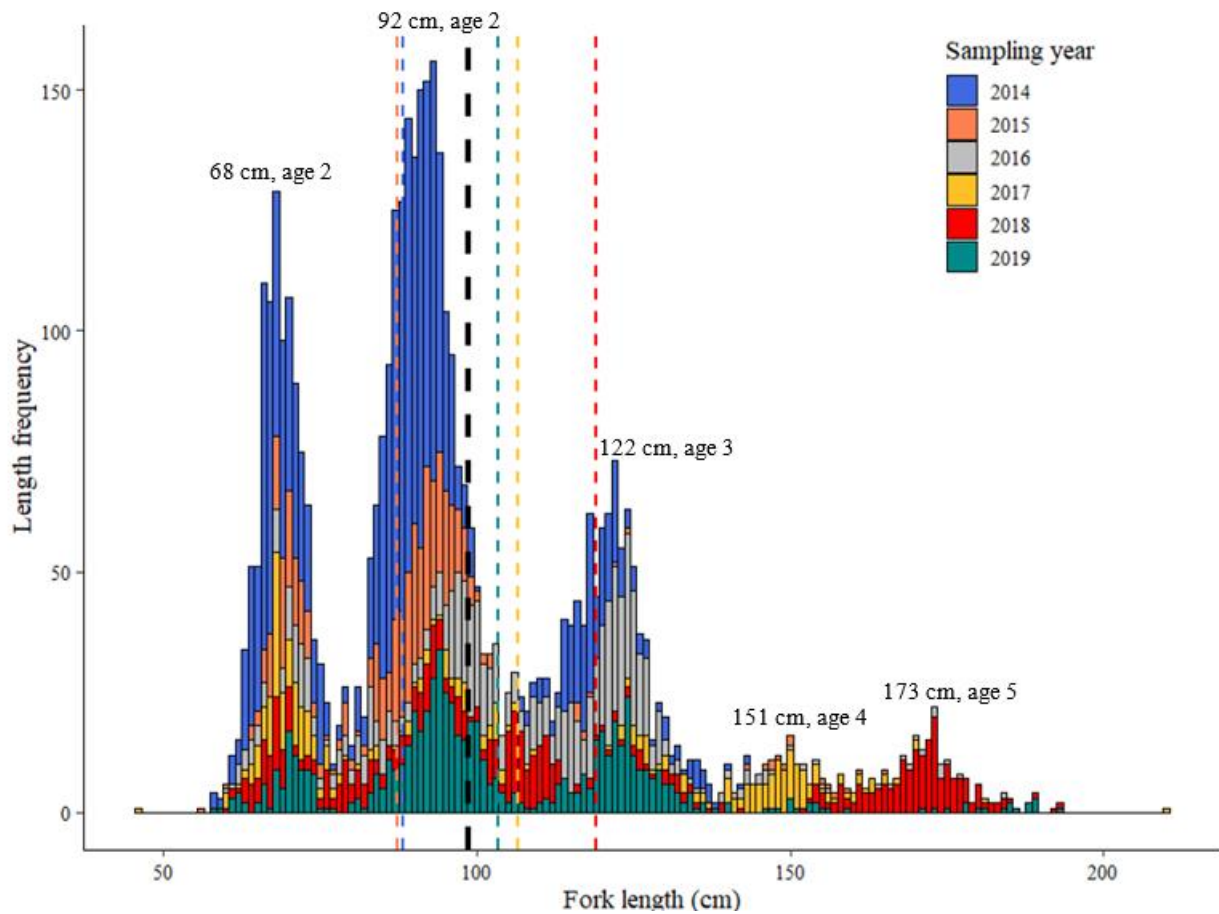 92 cm, age 2
Sampling year
2014
2015
2016
2017
2018
2019
150
68 cm, age 2
100
122 cm, age 3
Length frequency
50
151 cm, age 4
173 cm, age 5
0
50
100
150
200
Fork length (cm)